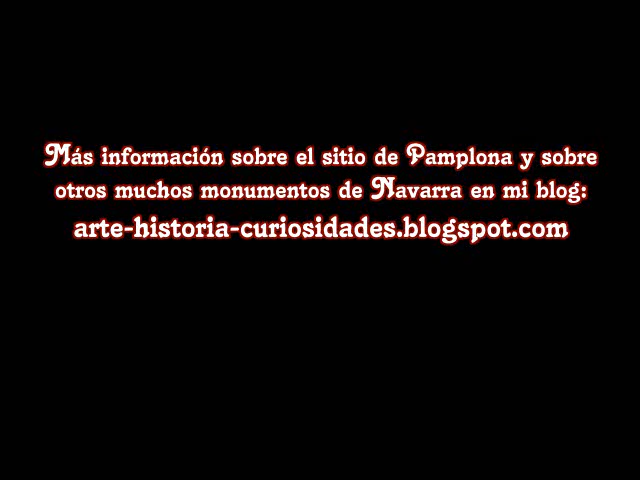 Más información sobre el sitio de Pamplona y sobre
otros muchos monumentos de Navarra en mi blog:
arte-historia-curiosidades.blogspot.com